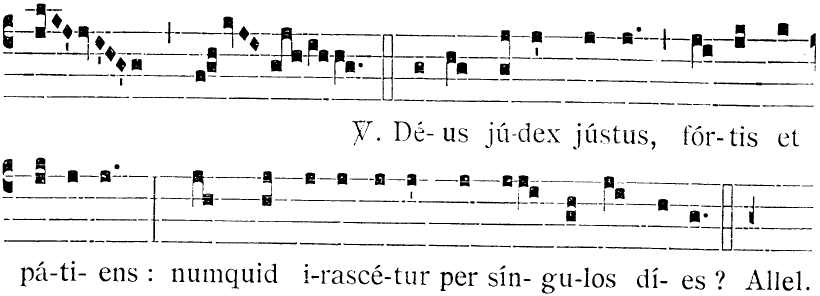 ℣. Dé- us jú-dex jústus, fór-tis et
pá-ti- ens : numquid i-rascé-tur per sín- gu-los dí- es ? Allel.